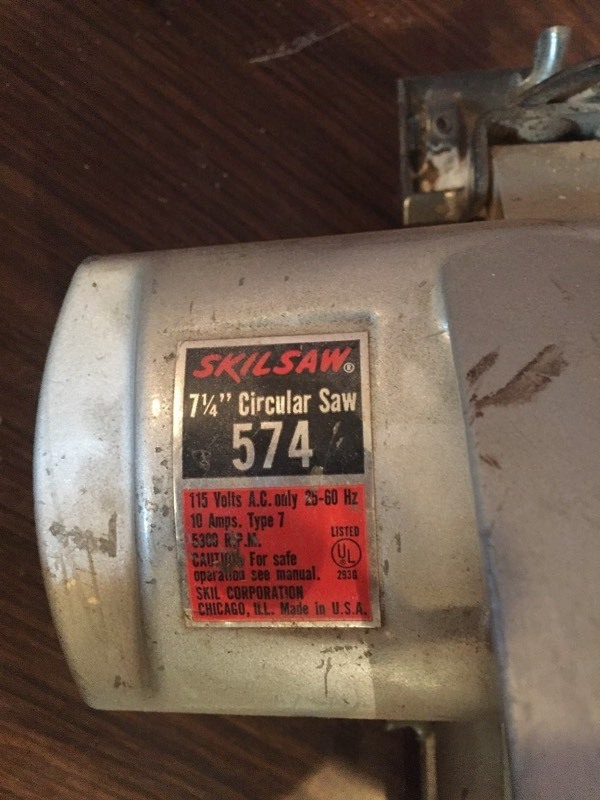 SKILSAW®
7¼" Circular Saw
574
115 Volts A.C. only 25-60 Hz
10 Amps. Type 7
5300 R.P.M.
CAUTION: For safe
operation see manual.
SKIL CORPORATION
CHICAGO, ILL. Made in U.S.A.
LISTED
UL
293B